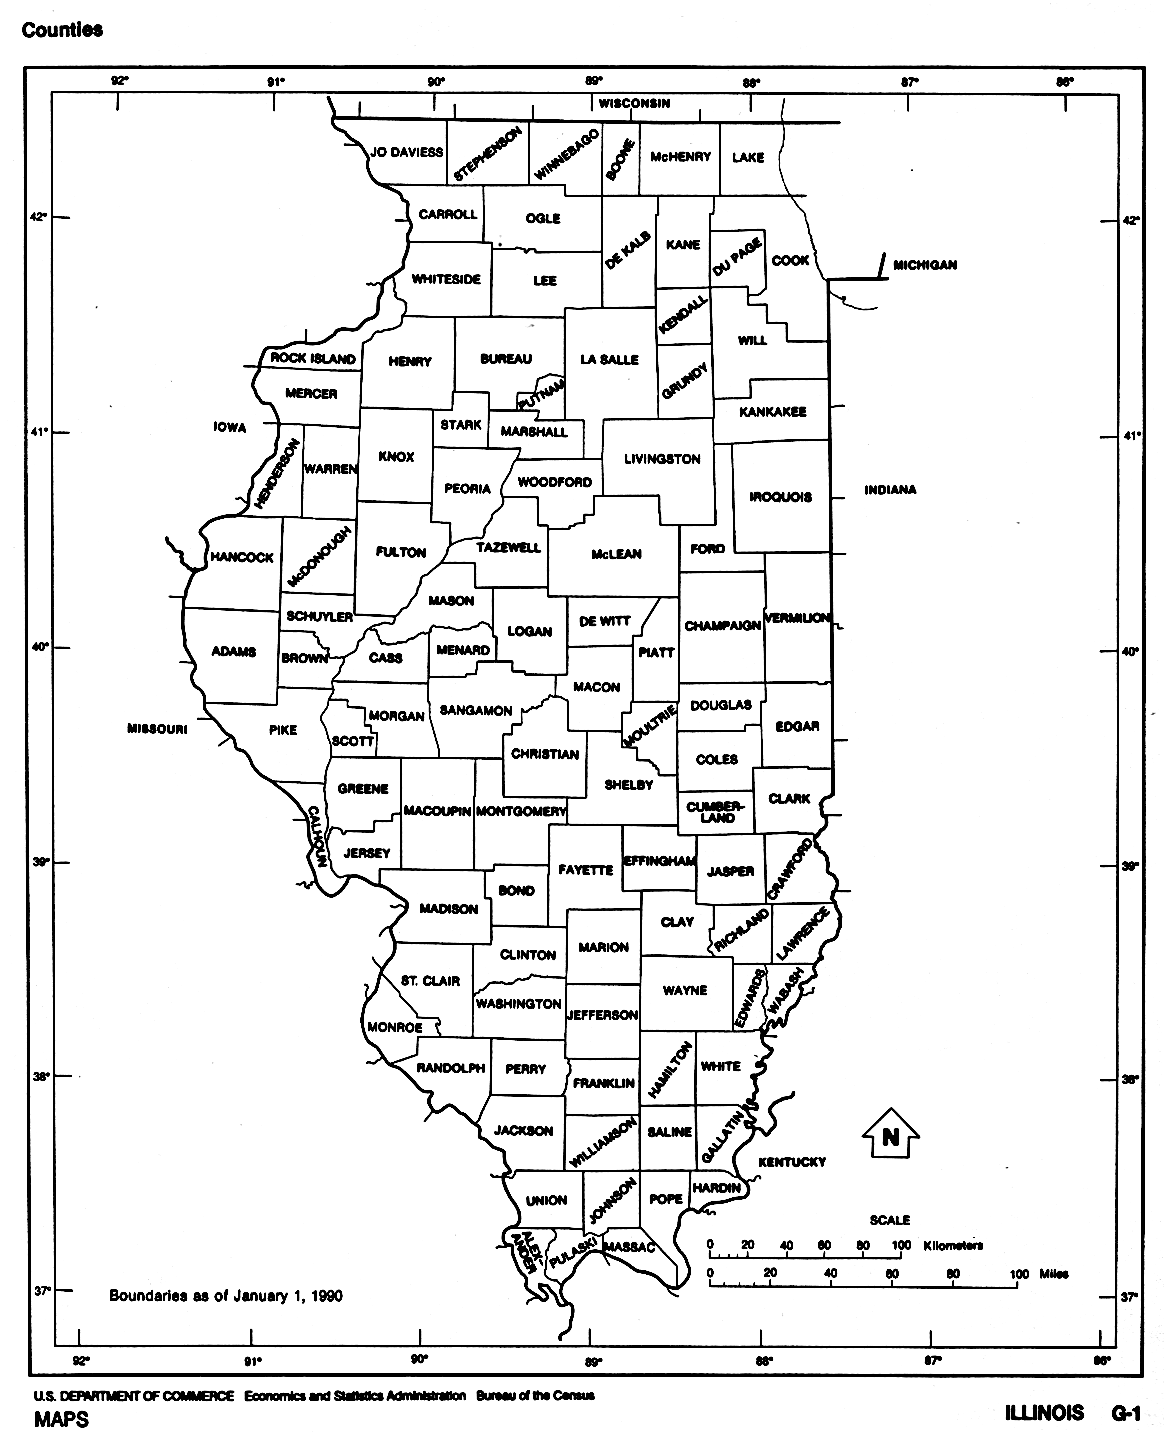 Counties
92° 91° 90° 89° 88° 87° 86°
WISCONSIN
JO DAVIESS STEPHENSON WINNEBAGO BOONE McHENRY LAKE
42° CARROLL OGLE DE KALB KANE DU PAGE COOK 42°
WHITESIDE LEE MICHIGAN
KENDALL WILL
ROCK ISLAND HENRY BUREAU LA SALLE GRUNDY
MERCER PUTNAM KANKAKEE
IOWA STARK MARSHALL
41° 41°
HENDERSON WARREN KNOX PEORIA WOODFORD LIVINGSTON IROQUOIS INDIANA
HANCOCK McDONOUGH FULTON TAZEWELL McLEAN FORD
SCHUYLER MASON LOGAN DE WITT CHAMPAIGN VERMILION
40° ADAMS BROWN CASS MENARD PIATT 40°
MACON
MISSOURI PIKE MORGAN SANGAMON MOULTRIE DOUGLAS EDGAR
SCOTT CHRISTIAN COLES
GREENE SHELBY
CALHOUN MACOUPIN MONTGOMERY CUMBER-
LAND CLARK
39° JERSEY FAYETTE EFFINGHAM JASPER CRAWFORD 39°
BOND
MADISON CLAY RICHLAND LAWRENCE
CLINTON MARION
ST. CLAIR WAYNE EDWARDS WABASH
MONROE WASHINGTON JEFFERSON
38° RANDOLPH PERRY FRANKLIN HAMILTON WHITE 38°
JACKSON WILLIAMSON SALINE GALLATIN
N
KENTUCKY
UNION JOHNSON POPE HARDIN
ALEX-
ANDER PULASKI MASSAC
SCALE
0 20 40 60 80 100 Kilometers
0 20 40 60 80 100 Miles
37° Boundaries as of January 1, 1990 37°
92° 91° 90° 89° 88° 87° 86°
U.S. DEPARTMENT OF COMMERCE Economics and Statistics Administration Bureau of the Census
MAPS ILLINOIS G-1